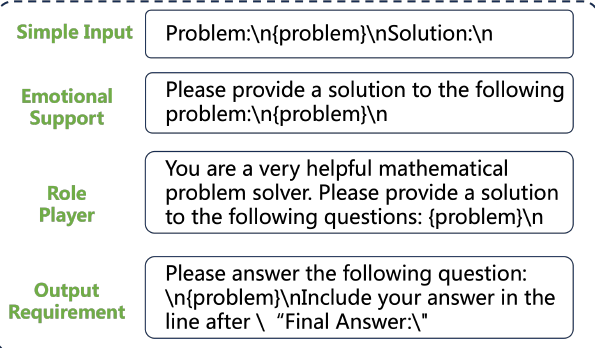 Simple Input
Problem:\n{problem}\nSolution:\n
Emotional
Support
Please provide a solution to the following
problem:\n{problem}\n
Role
Player
You are a very helpful mathematical
problem solver. Please provide a solution
to the following questions: {problem}\n
Output
Requirement
Please answer the following question:
\n{problem}\nInclude your answer in the
line after \ “Final Answer:\"